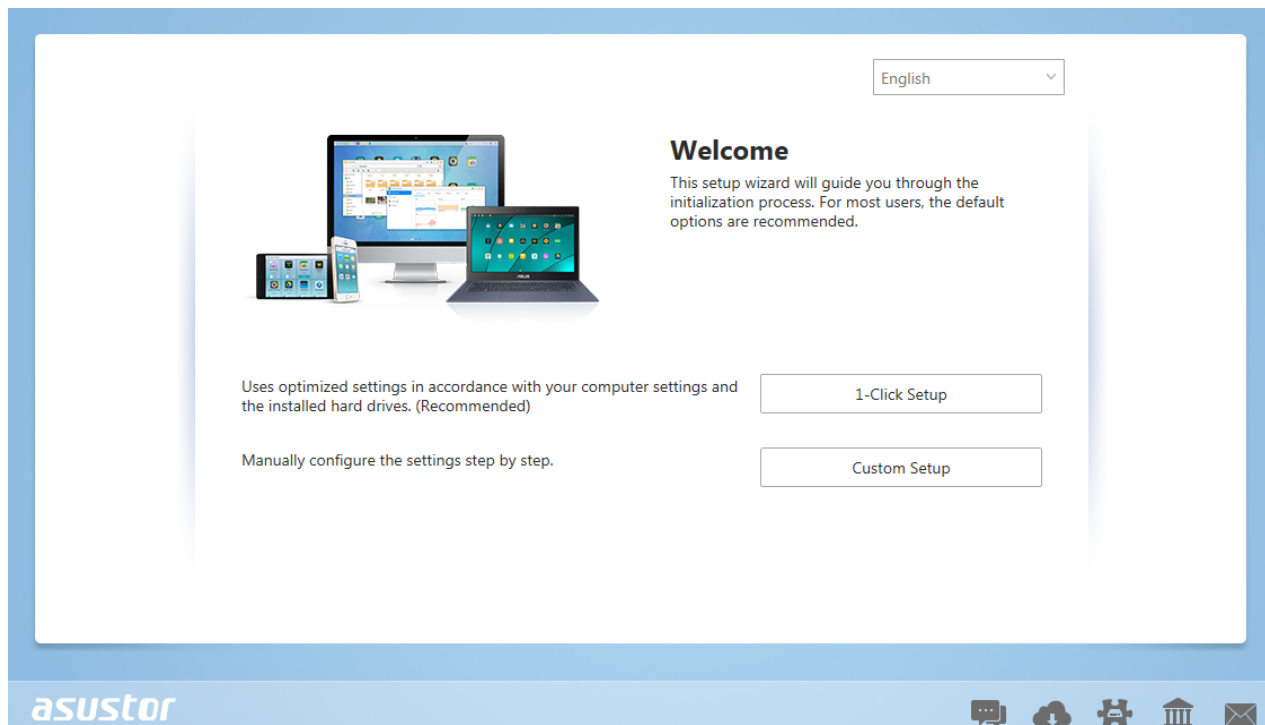 English
Welcome
This setup wizard will guide you through the
initialization process. For most users, the default
options are recommended.
Uses optimized settings in accordance with your computer settings and
the installed hard drives. (Recommended)
1-Click Setup
Manually configure the settings step by step.
Custom Setup
asustor